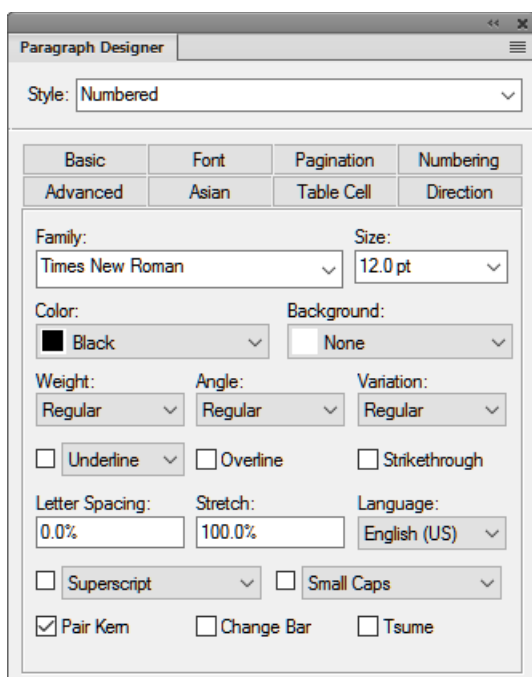 Paragraph Designer
Style: Numbered
Basic Font Pagination Numbering
Advanced Asian Table Cell Direction
Family: Size:
Times New Roman 12.0 pt
Color: Background:
Black None
Weight: Angle: Variation:
Regular Regular Regular
Underline Overline Strikethrough
Letter Spacing: Stretch: Language:
0.0% 100.0% English (US)
Superscript Small Caps
Pair Kern Change Bar Tsume